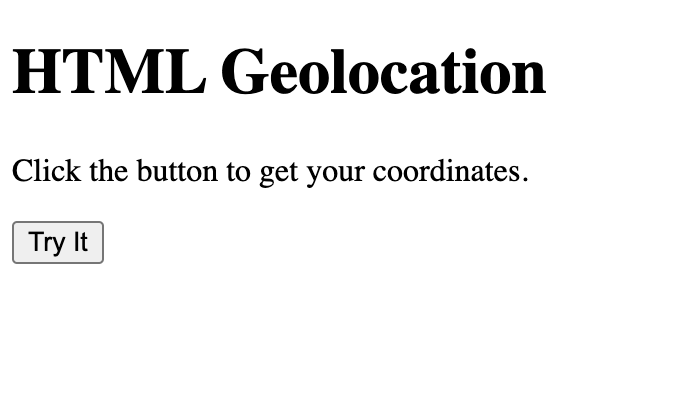 HTML Geolocation
Click the button to get your coordinates.
Try It